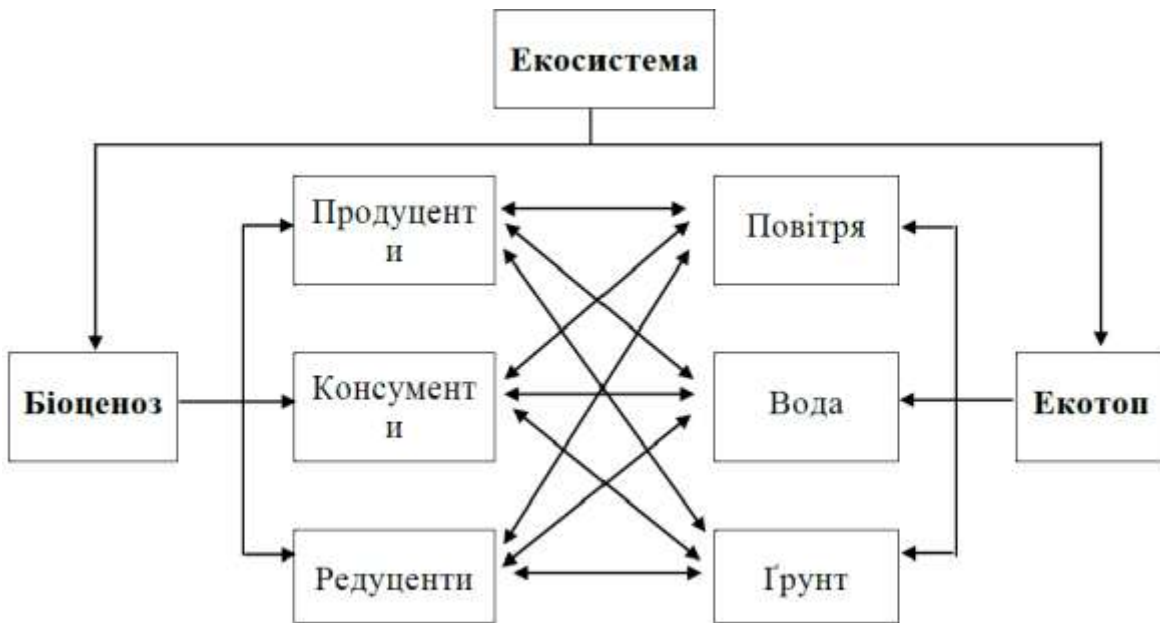 Екосистема
Продуцент
и
Повітря
Біоценоз
Консумент
и
Вода
Екотоп
Редуценти
Ґрунт